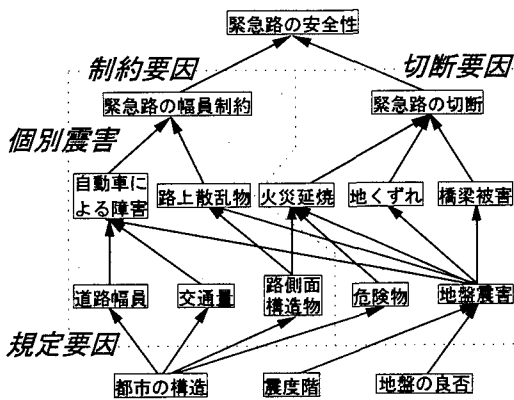 緊急路の安全性
制約要因
切断要因
緊急路の幅員制約
緊急路の切断
個別震害
自動車に
よる障害
路上散乱物
火災延焼
地くずれ
橋梁被害
道路幅員
交通量
路側面
構造物
危険物
地盤震害
規定要因
都市の構造
震度階
地盤の良否